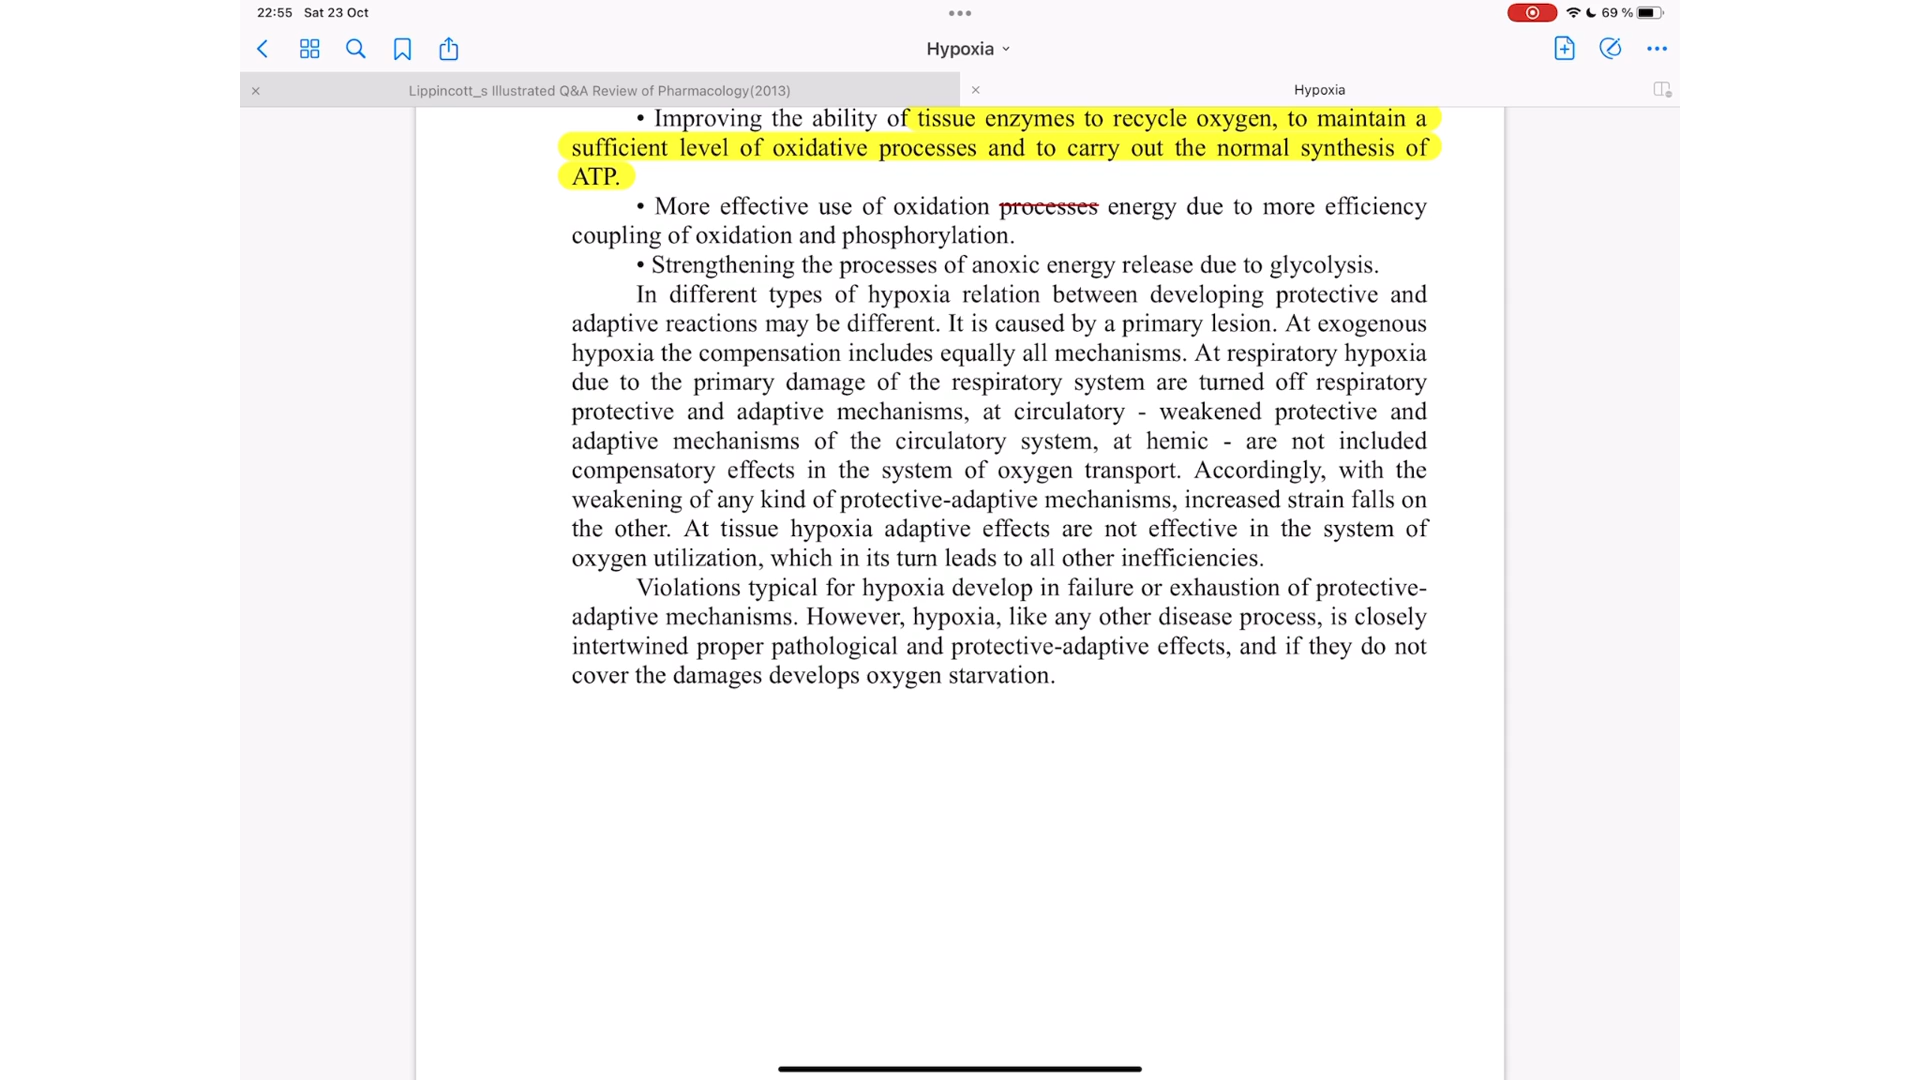 22:55 Sat 23 Oct
69 %
Hypoxia
Lippincott_s Illustrated Q&A Review of Pharmacology(2013)
Hypoxia
• Improving the ability of tissue enzymes to recycle oxygen, to maintain a
sufficient level of oxidative processes and to carry out the normal synthesis of
ATP.
• More effective use of oxidation processes energy due to more efficiency
coupling of oxidation and phosphorylation.
• Strengthening the processes of anoxic energy release due to glycolysis.
In different types of hypoxia relation between developing protective and
adaptive reactions may be different. It is caused by a primary lesion. At exogenous
hypoxia the compensation includes equally all mechanisms. At respiratory hypoxia
due to the primary damage of the respiratory system are turned off respiratory
protective and adaptive mechanisms, at circulatory - weakened protective and
adaptive mechanisms of the circulatory system, at hemic - are not included
compensatory effects in the system of oxygen transport. Accordingly, with the
weakening of any kind of protective-adaptive mechanisms, increased strain falls on
the other. At tissue hypoxia adaptive effects are not effective in the system of
oxygen utilization, which in its turn leads to all other inefficiencies.
Violations typical for hypoxia develop in failure or exhaustion of protective-
adaptive mechanisms. However, hypoxia, like any other disease process, is closely
intertwined proper pathological and protective-adaptive effects, and if they do not
cover the damages develops oxygen starvation.